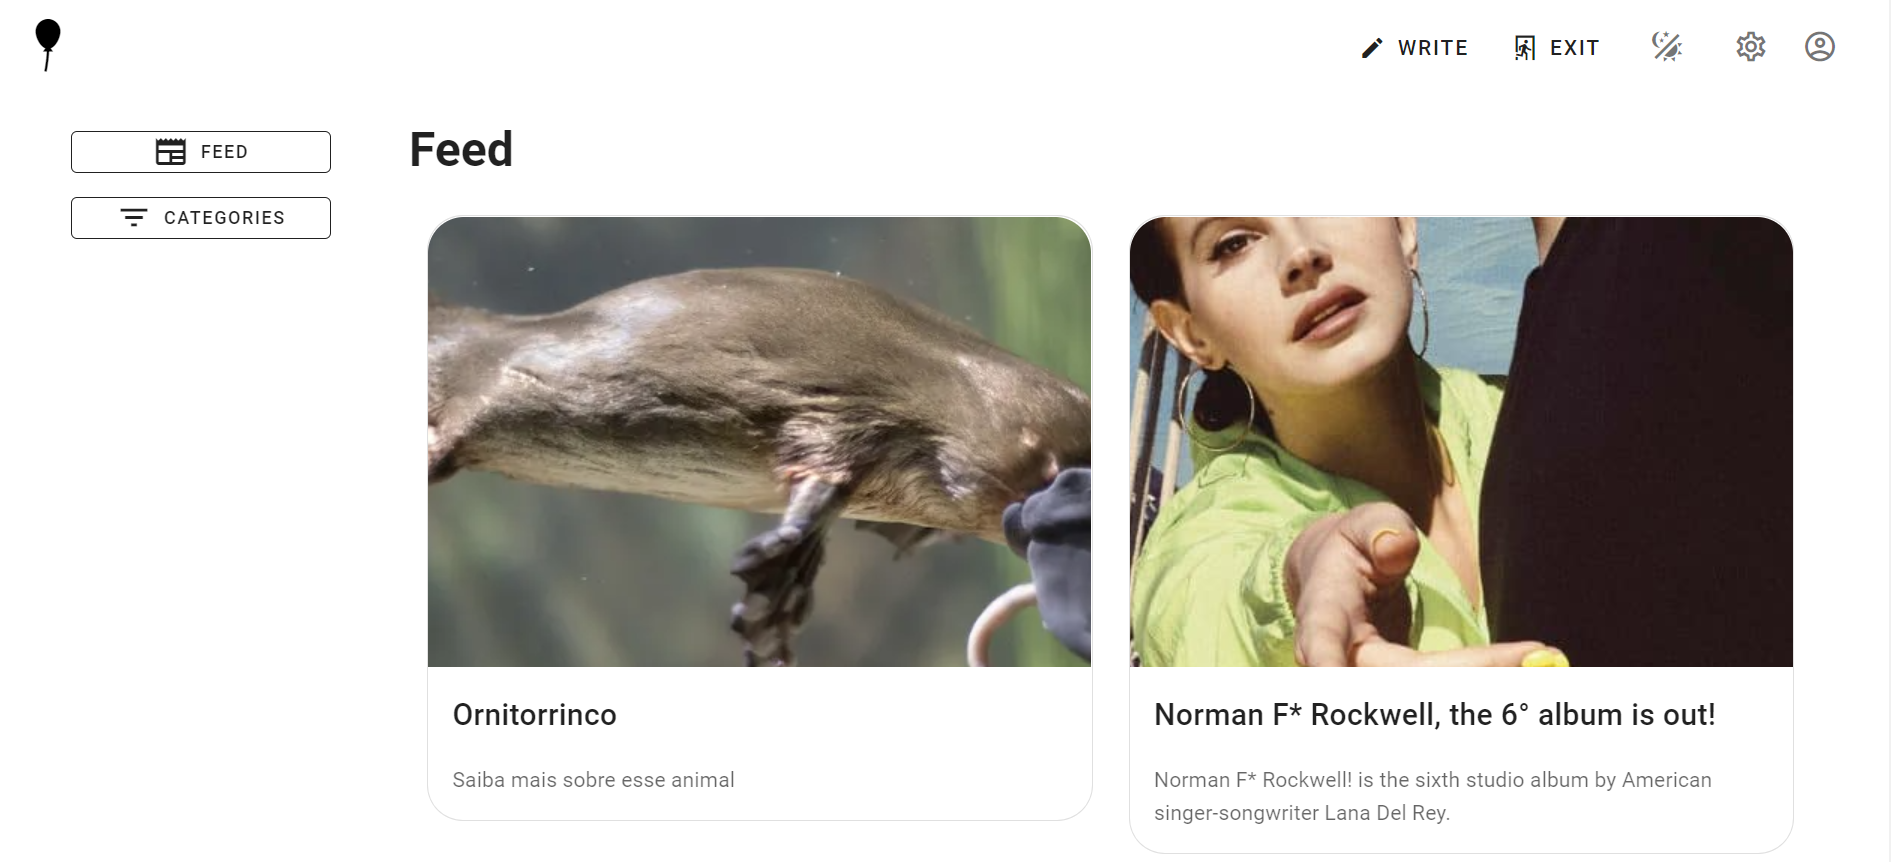 WRITE
EXIT
FEED
CATEGORIES
Feed
Ornitorrinco
Saiba mais sobre esse animal
Norman F* Rockwell, the 6° album is out!
Norman F* Rockwell! is the sixth studio album by American
singer-songwriter Lana Del Rey.